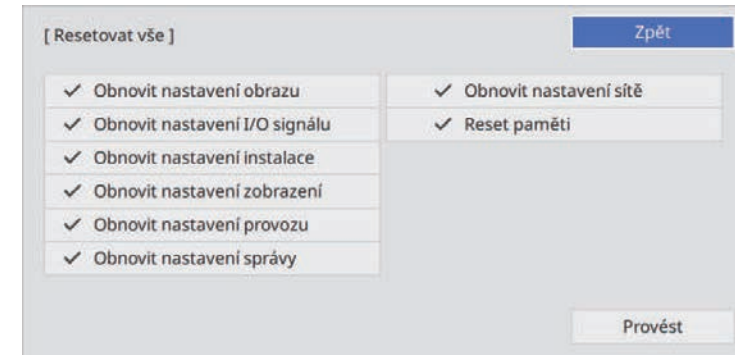 [ Resetovat vše ]
Zpět
Obnovit nastavení obrazu
Obnovit nastavení I/O signálu
Obnovit nastavení instalace
Obnovit nastavení zobrazení
Obnovit nastavení provozu
Obnovit nastavení správy
Obnovit nastavení sítě
Reset paměti
Provést